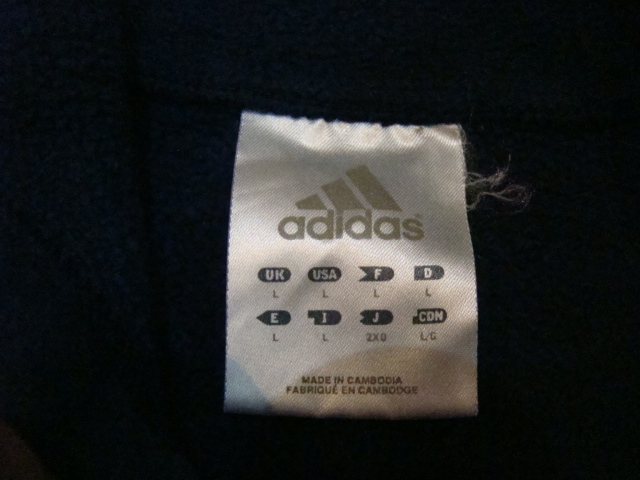 adidas
UK USA F D
L L L L
E I J CDN
L L 2XO L/G
MADE IN CAMBODIA
FABRIQUÉ EN CAMBODGE